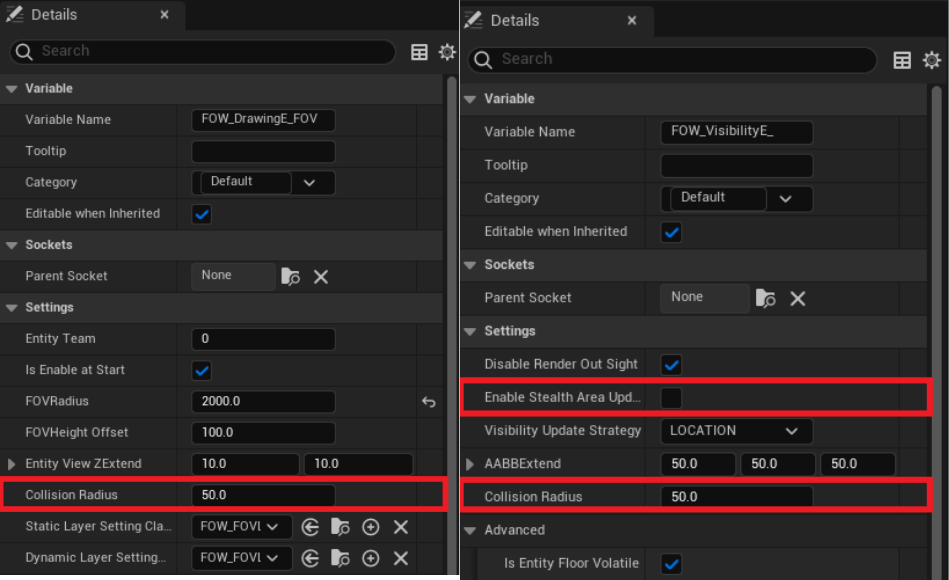 Details
Search
Variable
Variable Name FOW_DrawingE_FOV
Tooltip
Category Default
Editable when Inherited
Sockets
Parent Socket None
Settings
Entity Team 0
Is Enable at Start
FOVRadius 2000.0
FOVHeight Offset 100.0
Entity View ZExtend 10.0 10.0
Collision Radius 50.0
Static Layer Setting Cla... FOW_FOVL
Dynamic Layer Setting... FOW_FOVL
Details
Search
Variable
Variable Name FOW_VisibilityE_
Tooltip
Category Default
Editable when Inherited
Sockets
Parent Socket None
Settings
Disable Render Out Sight
Enable Stealth Area Upd...
Visibility Update Strategy LOCATION
AABBExtend 50.0 50.0 50.0
Collision Radius 50.0
Advanced
Is Entity Floor Volatile